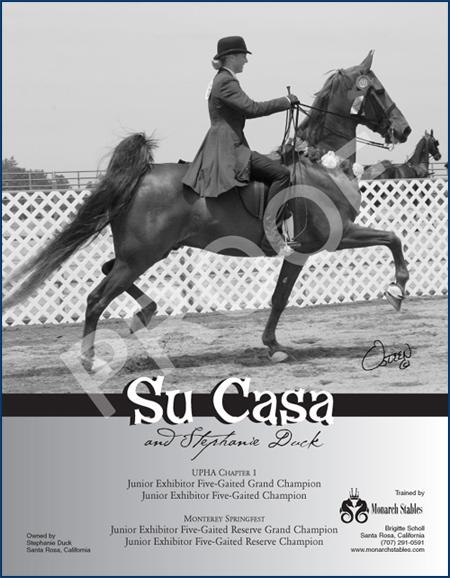 PROOF
Osteen ©
Su Casa
and Stephanie Duck
UPHA Chapter 1
Junior Exhibitor Five-Gaited Grand Champion
Junior Exhibitor Five-Gaited Champion
Monterey Springfest
Junior Exhibitor Five-Gaited Reserve Grand Champion
Junior Exhibitor Five-Gaited Reserve Champion
Owned by
Stephanie Duck
Santa Rosa, California
Trained by
Monarch Stables
Brigitte Scholl
Santa Rosa, California
(707) 291-0591
www.monarchstables.com